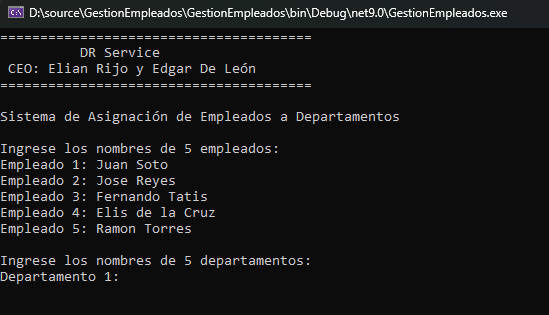 D:\source\GestionEmpleados\GestionEmpleados\bin\Debug\net9.0\GestionEmpleados.exe
=======================================
DR Service
CEO: Elian Rijo y Edgar De León
=======================================
Sistema de Asignación de Empleados a Departamentos
Ingrese los nombres de 5 empleados:
Empleado 1: Juan Soto
Empleado 2: Jose Reyes
Empleado 3: Fernando Tatis
Empleado 4: Elis de la Cruz
Empleado 5: Ramon Torres
Ingrese los nombres de 5 departamentos:
Departamento 1: